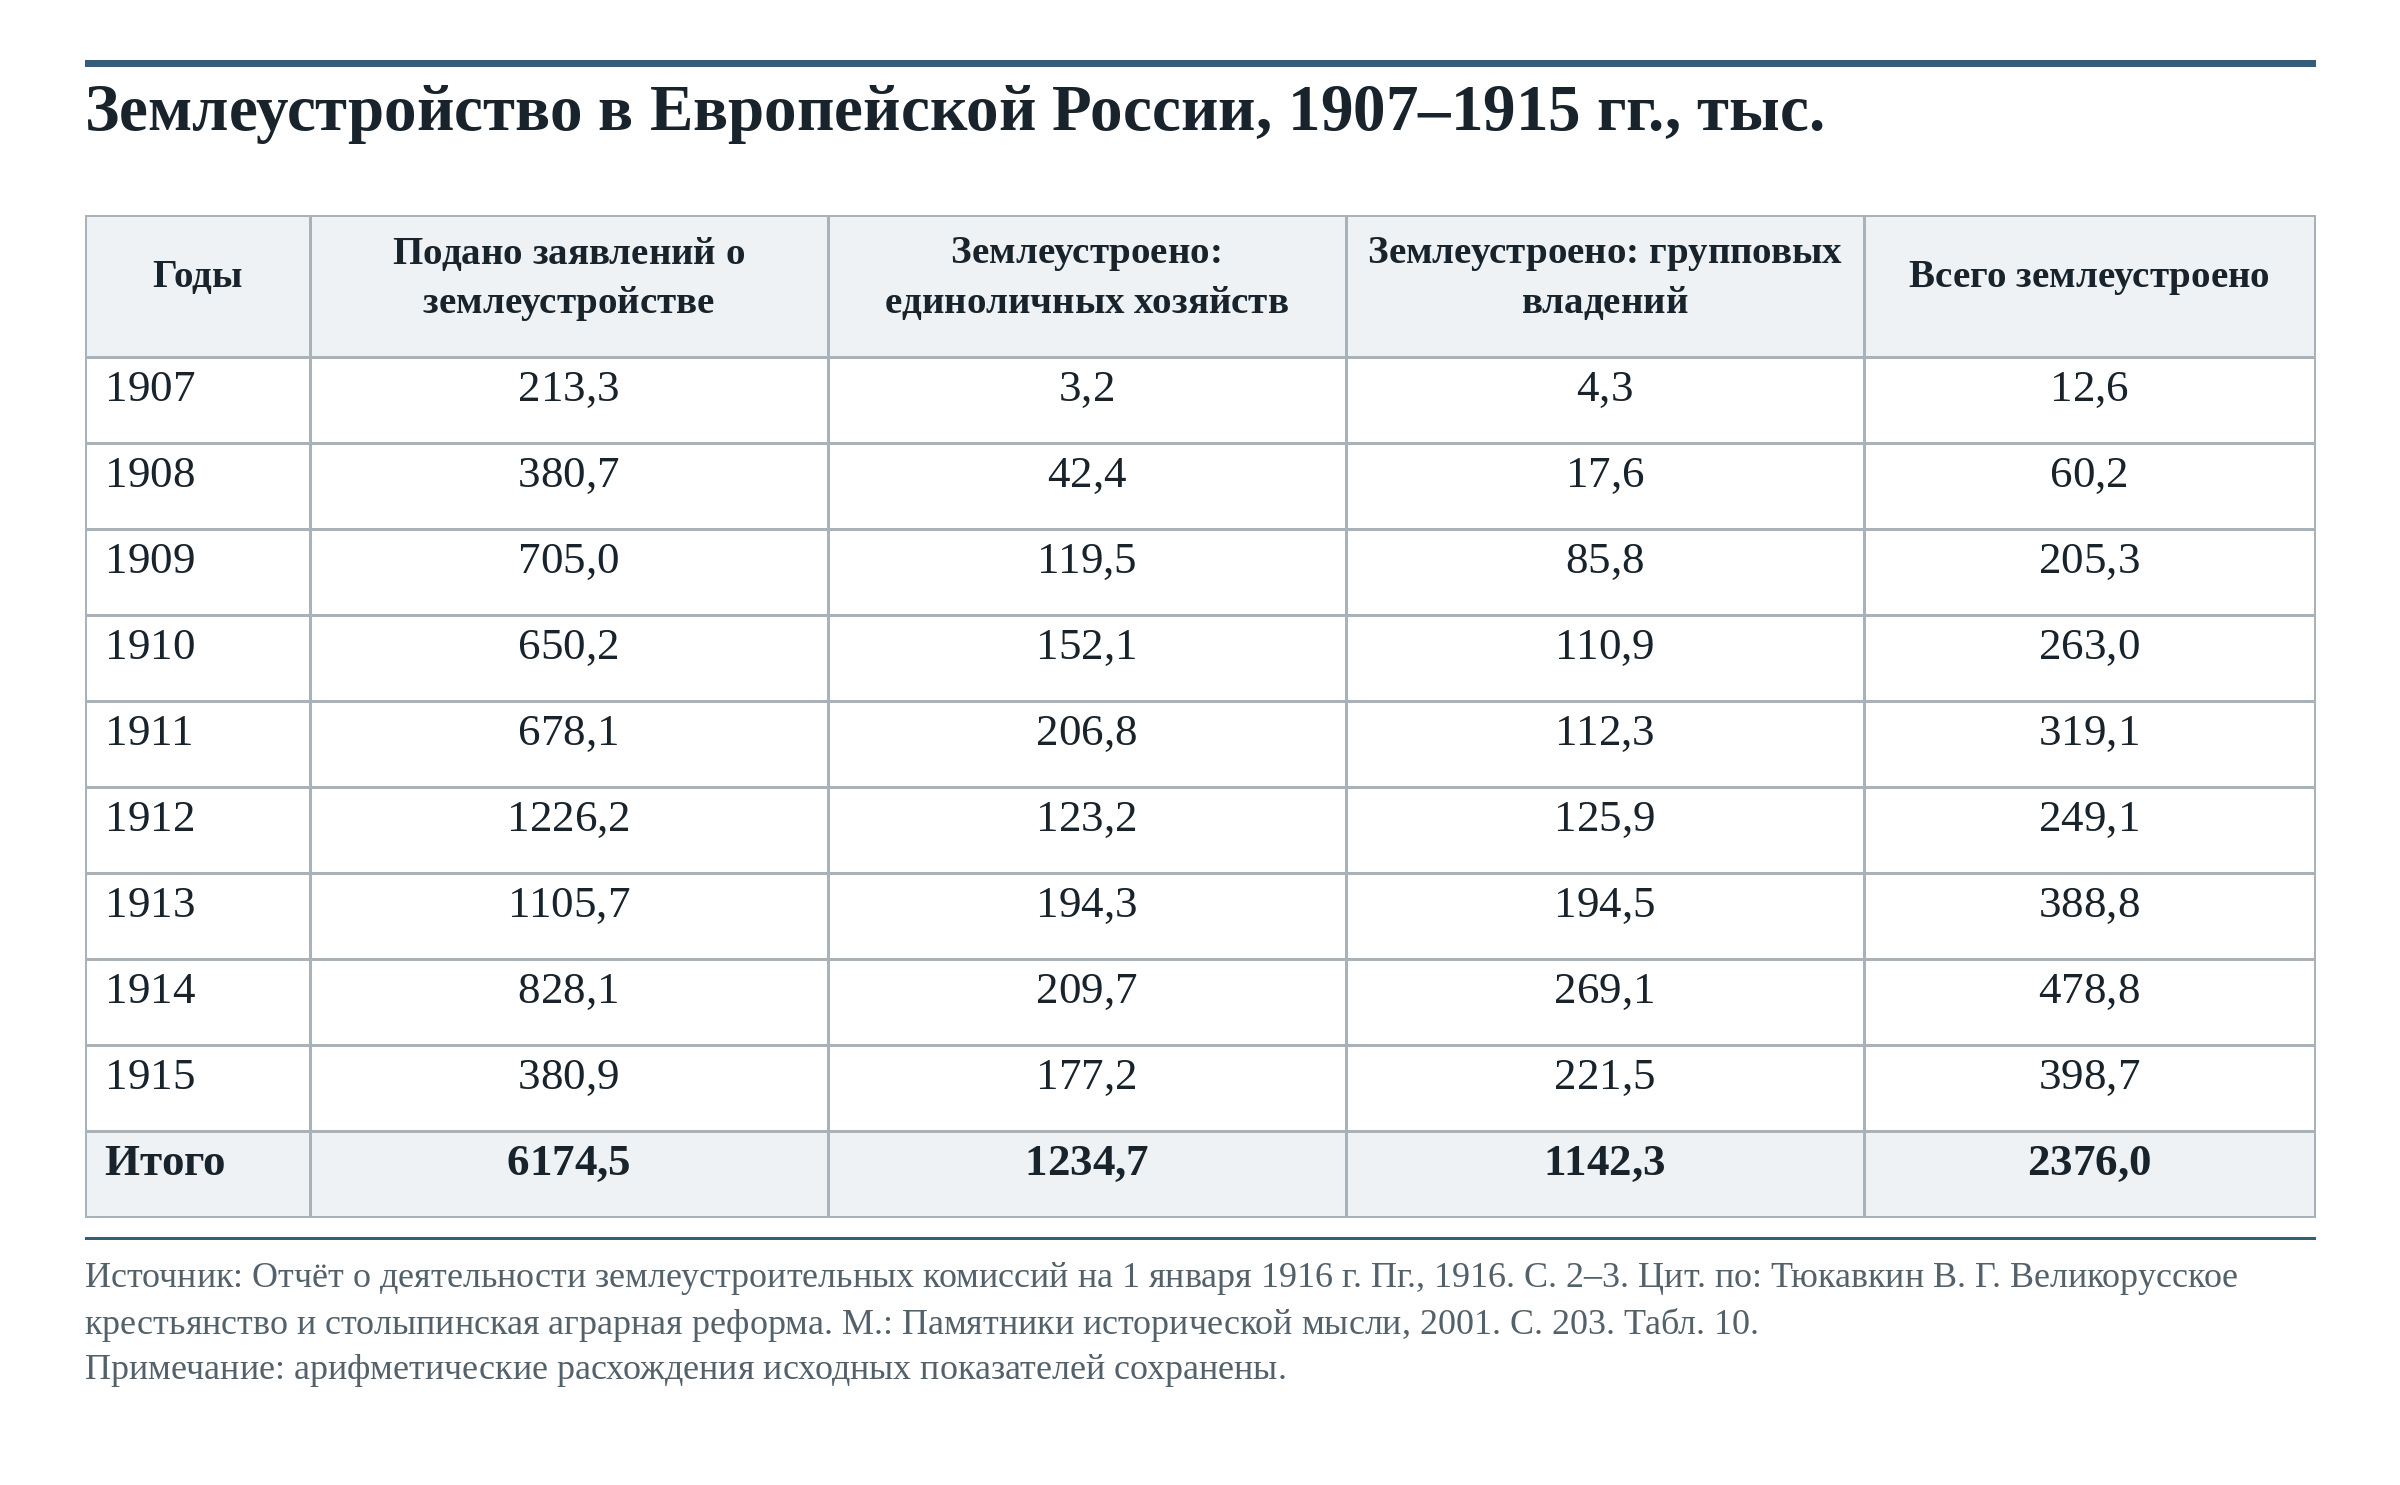 Землеустройство в Европейской России, 1907–1915 гг., тыс.
Годы
Подано заявлений о
землеустройстве
Землеустроено:
единоличных хозяйств
Землеустроено: групповых
владений
Всего землеустроено
1907 213,3 3,2 4,3 12,6
1908 380,7 42,4 17,6 60,2
1909 705,0 119,5 85,8 205,3
1910 650,2 152,1 110,9 263,0
1911 678,1 206,8 112,3 319,1
1912 1226,2 123,2 125,9 249,1
1913 1105,7 194,3 194,5 388,8
1914 828,1 209,7 269,1 478,8
1915 380,9 177,2 221,5 398,7
Итого 6174,5 1234,7 1142,3 2376,0
Источник: Отчёт о деятельности землеустроительных комиссий на 1 января 1916 г. Пг., 1916. С. 2–3. Цит. по: Тюкавкин В. Г. Великорусское
крестьянство и столыпинская аграрная реформа. М.: Памятники исторической мысли, 2001. С. 203. Табл. 10.
Примечание: арифметические расхождения исходных показателей сохранены.